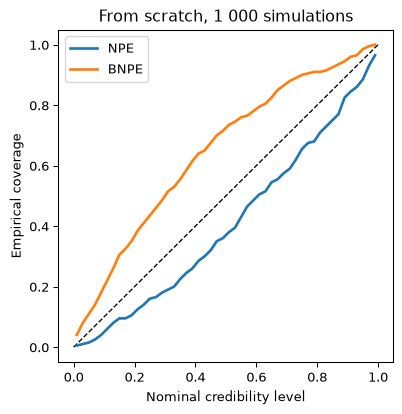 From scratch, 1 000 simulations
NPE
BNPE
Empirical coverage
1.0
0.8
0.6
0.4
0.2
0.0
0.0 0.2 0.4 0.6 0.8 1.0
Nominal credibility level